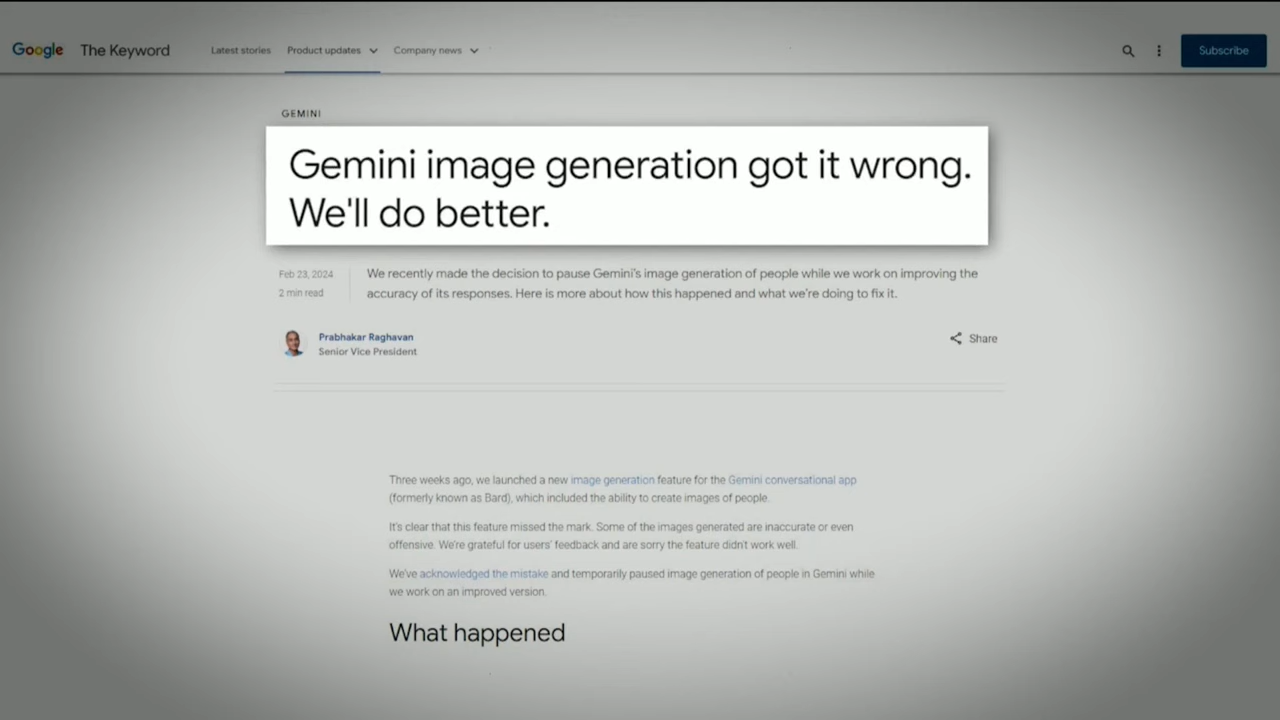 Google The Keyword Latest stories Product updates Company news Subscribe
GEMINI
Gemini image generation got it wrong.
We'll do better.
Feb 23, 2024
2 min read
We recently made the decision to pause Gemini's image generation of people while we work on improving the
accuracy of its responses. Here is more about how this happened and what we're doing to fix it.
Prabhakar Raghavan
Senior Vice President
Share
Three weeks ago, we launched a new image generation feature for the Gemini conversational app
(formerly known as Bard), which included the ability to create images of people.
It's clear that this feature missed the mark. Some of the images generated are inaccurate or even
offensive. We're grateful for users' feedback and are sorry the feature didn't work well.
We've acknowledged the mistake and temporarily paused image generation of people in Gemini while
we work on an improved version.
What happened